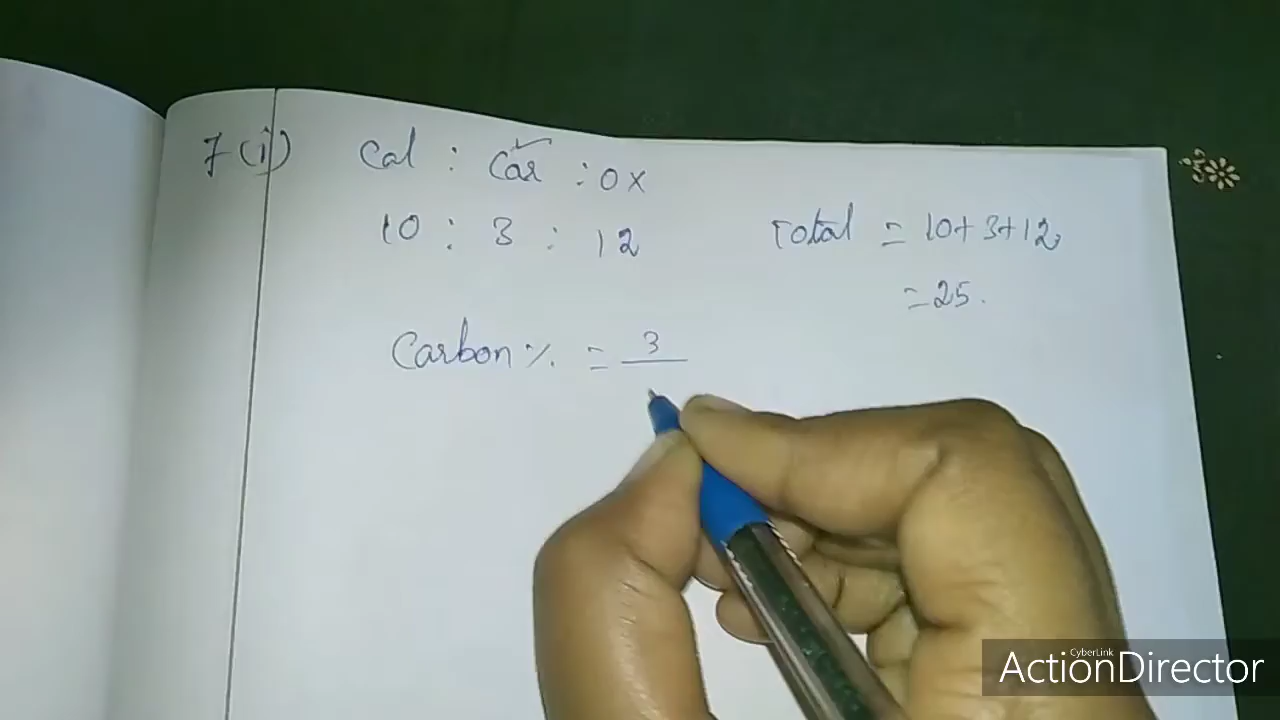 7 (i) Cal : Car : OX
10 : 3 : 12 Total = 10+3+12
= 25.
Carbon % = 3
CyberLink
ActionDirector